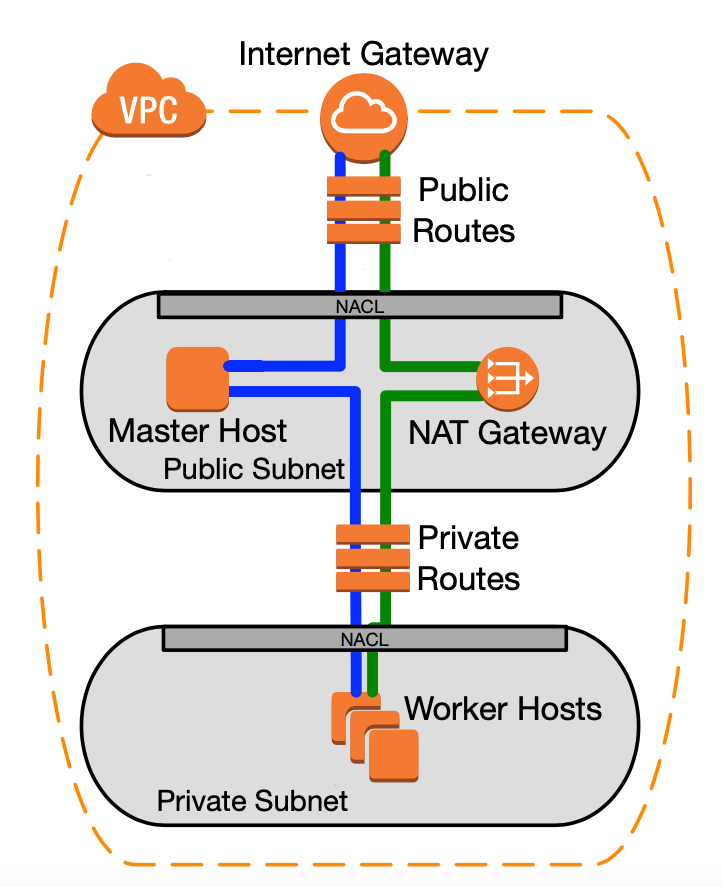 Internet Gateway
VPC
Public
Routes
NACL
Master Host
NAT Gateway
Public Subnet
Private
Routes
NACL
Worker Hosts
Private Subnet